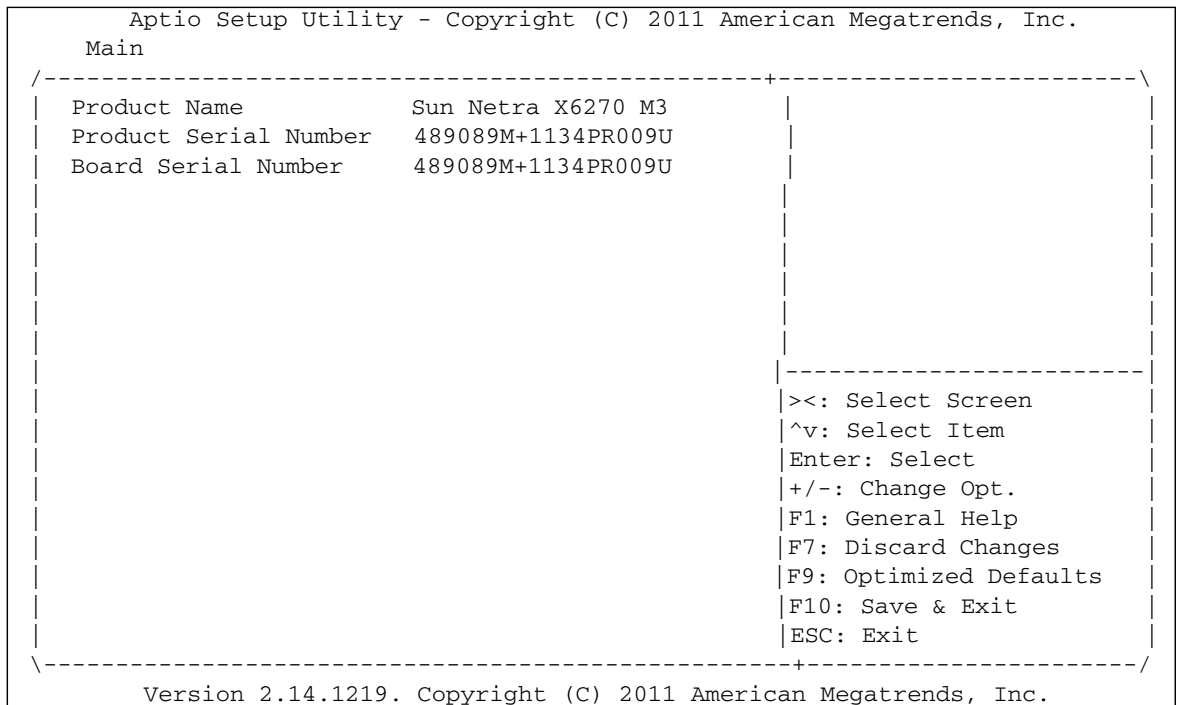 Aptio Setup Utility - Copyright (C) 2011 American Megatrends, Inc.
Main
/--------------------------------------------------+-------------------------\
| Product Name Sun Netra X6270 M3 | |
| Product Serial Number 489089M+1134PR009U | |
| Board Serial Number 489089M+1134PR009U | |
| | |
| | |
| | |
| | |
| | |
| | |
| |-------------------------|
| |><: Select Screen |
| |^v: Select Item |
| |Enter: Select |
| |+/-: Change Opt. |
| |F1: General Help |
| |F7: Discard Changes |
| |F9: Optimized Defaults |
| |F10: Save & Exit |
| |ESC: Exit |
\----------------------------------------------------+-----------------------/
Version 2.14.1219. Copyright (C) 2011 American Megatrends, Inc.